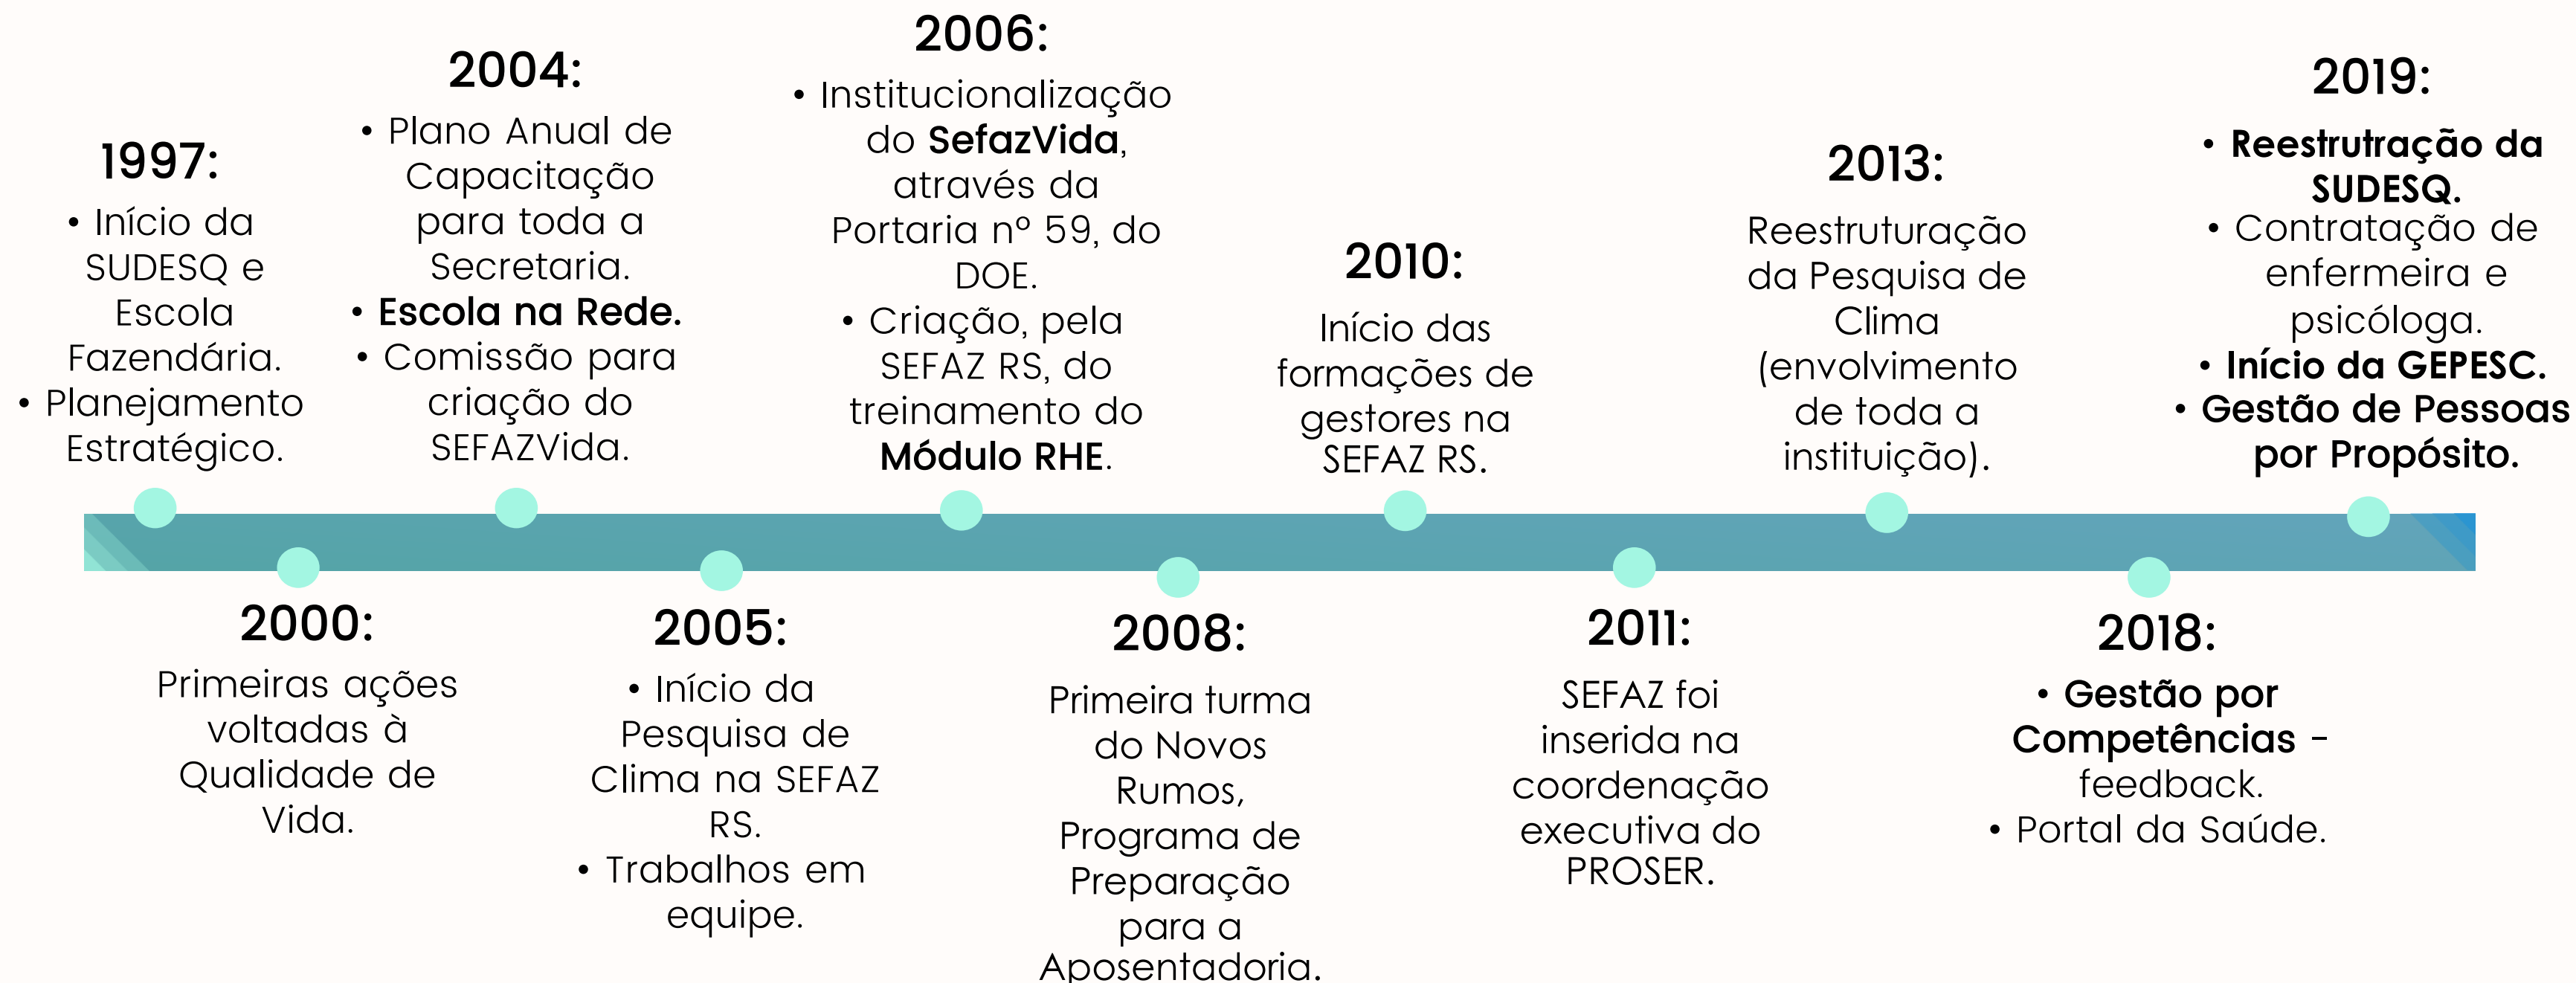 1997:
• Início da
SUDESQ e
Escola
Fazendária.
• Planejamento
Estratégico.
2000:
Primeiras ações
voltadas à
Qualidade de
Vida.
2004:
• Plano Anual de
Capacitação
para toda a
Secretaria.
• Escola na Rede.
• Comissão para
criação do
SEFAZVida.
2005:
• Início da
Pesquisa de
Clima na SEFAZ
RS.
• Trabalhos em
equipe.
2006:
• Institucionalização
do SefazVida,
através da
Portaria nº 59, do
DOE.
• Criação, pela
SEFAZ RS, do
treinamento do
Módulo RHE.
2008:
Primeira turma
do Novos
Rumos,
Programa de
Preparação
para a
Aposentadoria.
2010:
Início das
formações de
gestores na
SEFAZ RS.
2011:
SEFAZ foi
inserida na
coordenação
executiva do
PROSER.
2013:
Reestruturação
da Pesquisa de
Clima
(envolvimento
de toda a
instituição).
2018:
• Gestão por
Competências -
feedback.
• Portal da Saúde.
2019:
• Reestrutração da
SUDESQ.
• Contratação de
enfermeira e
psicóloga.
• Início da GEPESC.
• Gestão de Pessoas
por Propósito.